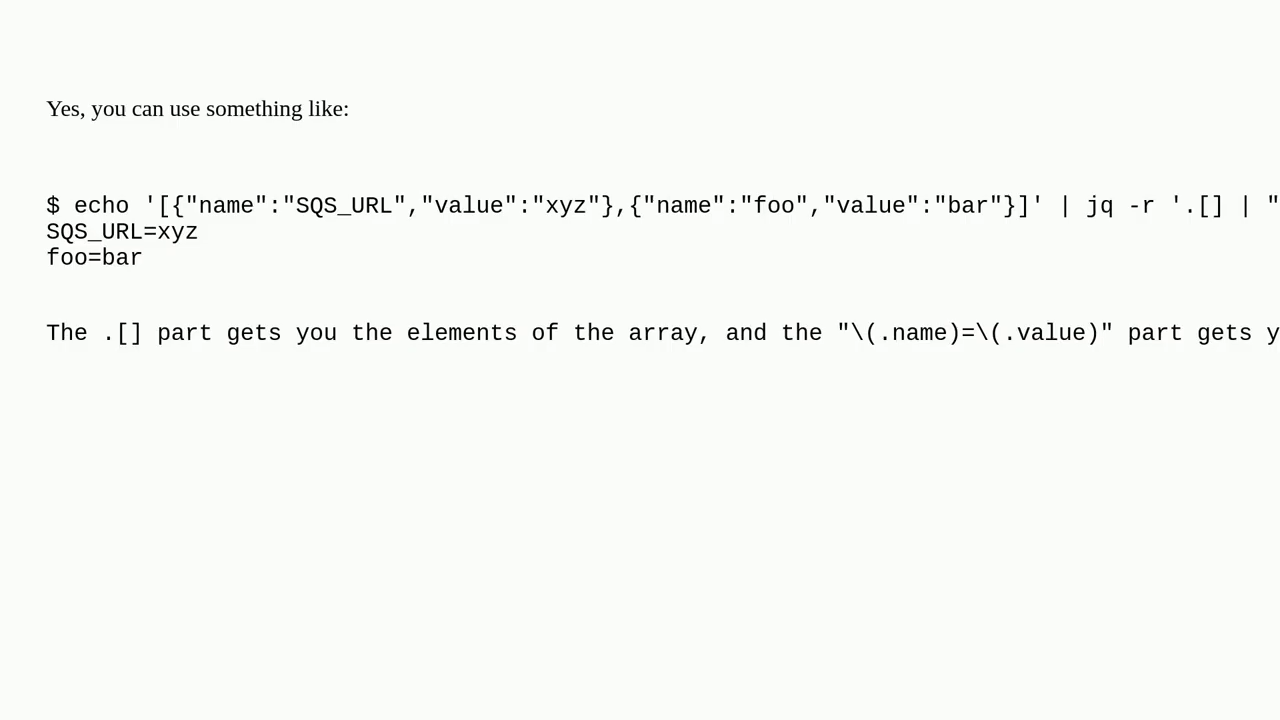 Yes, you can use something like:
$ echo '[{"name":"SQS_URL","value":"xyz"},{"name":"foo","value":"bar"}]' | jq -r '.[] | "
SQS_URL=xyz
foo=bar
The .[] part gets you the elements of the array, and the "\(.name)=\(.value)" part gets y